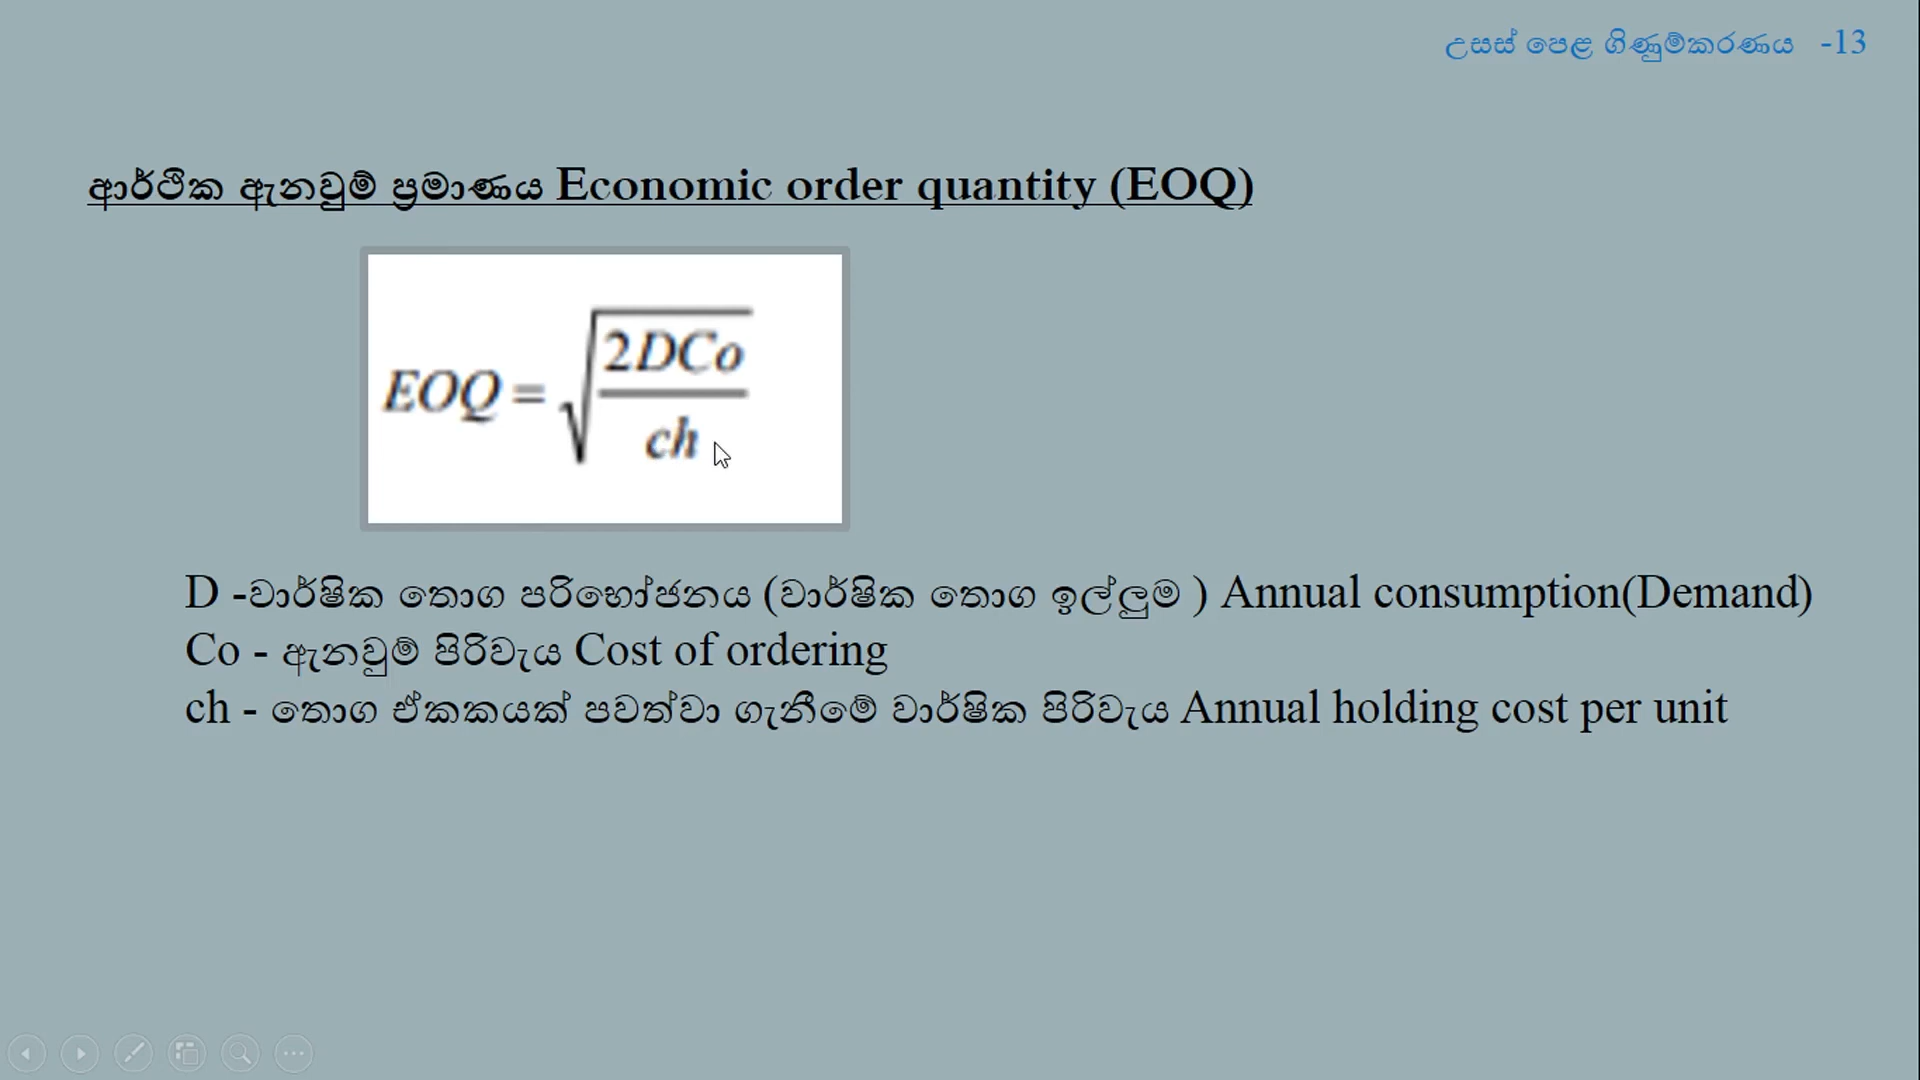 උසස් පෙළ ගිණුම්කරණය -13
ආර්ථික ඇනවුම් ප්‍රමාණය Economic order quantity (EOQ)
EOQ = √(2DCo / ch)
D -වාර්ෂික තොග පරිභෝජනය (වාර්ෂික තොග ඉල්ලුම ) Annual consumption(Demand)
Co - ඇනවුම් පිරිවැය Cost of ordering
ch - තොග ඒකකයක් පවත්වා ගැනීමේ වාර්ෂික පිරිවැය Annual holding cost per unit